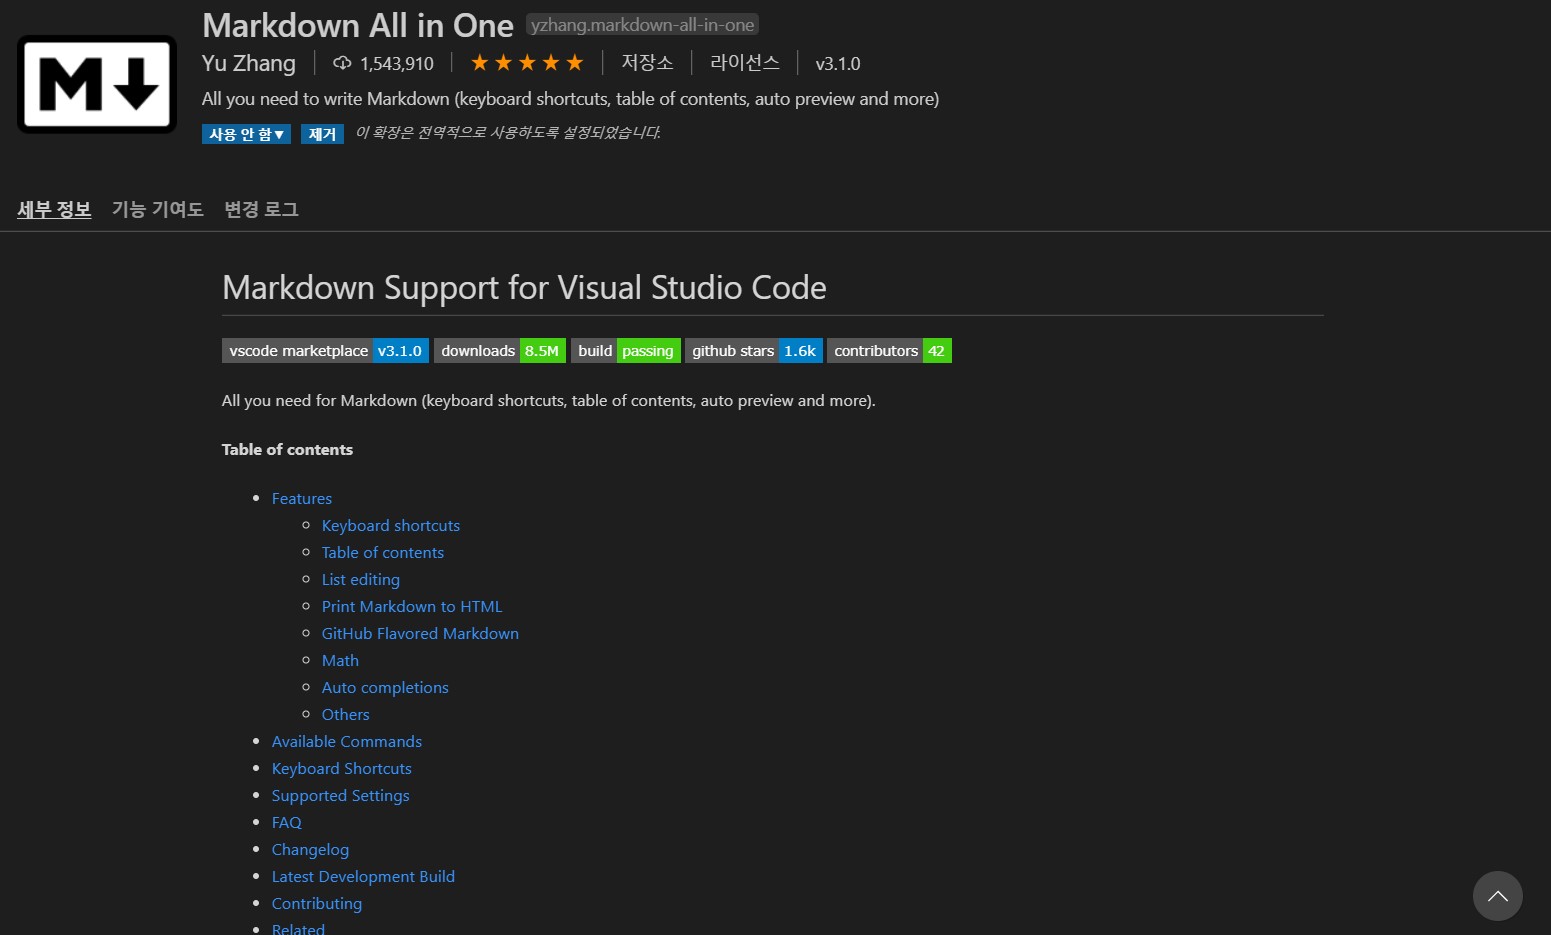 Markdown All in One yzhang.markdown-all-in-one
Yu Zhang 1,543,910 ★★★★★ 저장소 라이선스 v3.1.0
M
All you need to write Markdown (keyboard shortcuts, table of contents, auto preview and more)
사용 안 함▼ 제거 이 확장은 전역적으로 사용하도록 설정되었습니다.
세부 정보 기능 기여도 변경 로그
Markdown Support for Visual Studio Code
vscode marketplace v3.1.0 downloads 8.5M build passing github stars 1.6k contributors 42
All you need for Markdown (keyboard shortcuts, table of contents, auto preview and more).
Table of contents
Features
Keyboard shortcuts
Table of contents
List editing
Print Markdown to HTML
GitHub Flavored Markdown
Math
Auto completions
Others
Available Commands
Keyboard Shortcuts
Supported Settings
FAQ
Changelog
Latest Development Build
Contributing
Related